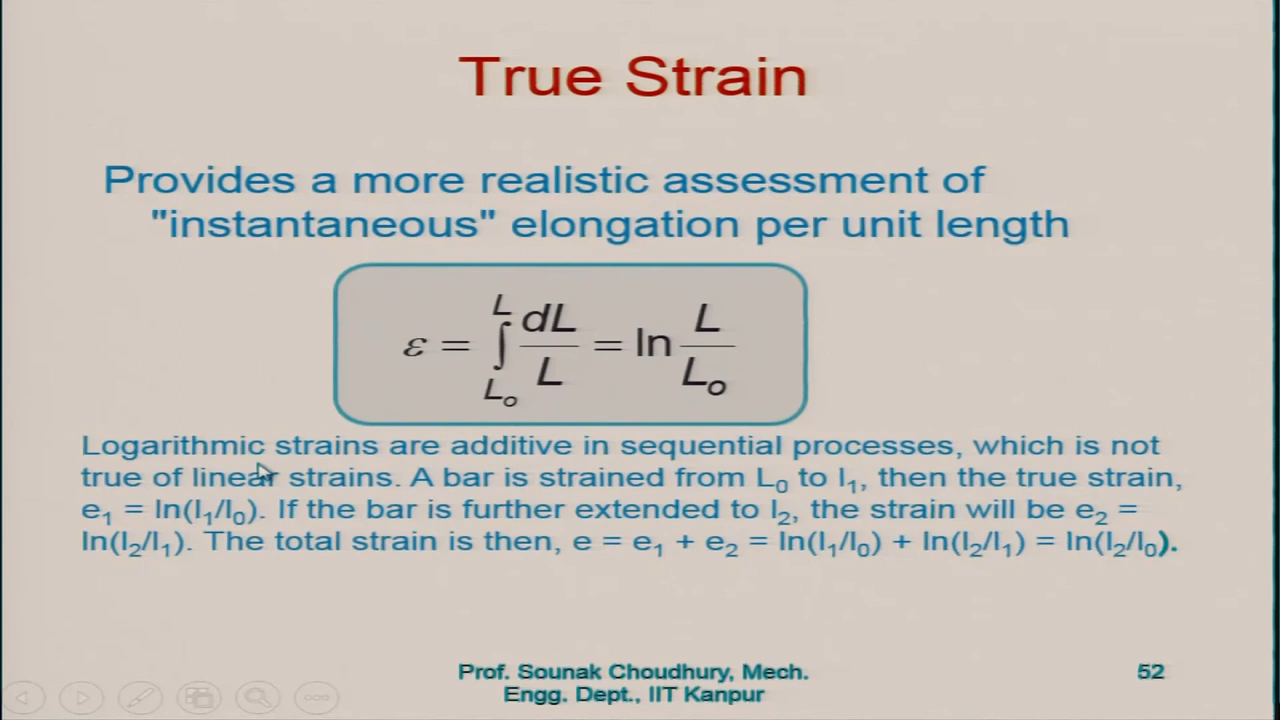 True Strain
Provides a more realistic assessment of
"instantaneous" elongation per unit length
ε = ∫_{Lₒ}^{L} dL/L = ln L/Lₒ
Logarithmic strains are additive in sequential processes, which is not
true of linear strains. A bar is strained from L₀ to l₁, then the true strain,
e₁ = ln(l₁/l₀). If the bar is further extended to l₂, the strain will be e₂ =
ln(l₂/l₁). The total strain is then, e = e₁ + e₂ = ln(l₁/l₀) + ln(l₂/l₁) = ln(l₂/l₀).
Prof. Sounak Choudhury, Mech.
Engg. Dept., IIT Kanpur
52